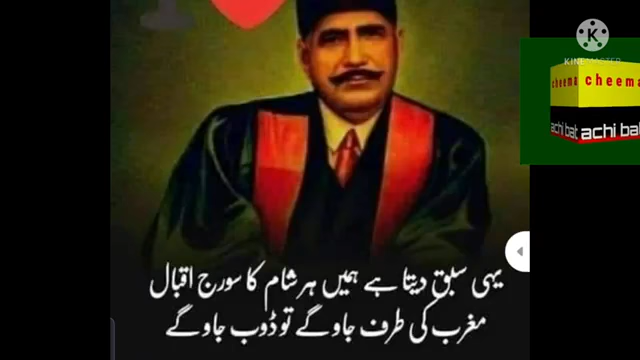 KINEMASTER
cheema cheema
achi bat achi bat
یہی سبق دیتا ہے ہمیں ہر شام کا سورج اقبال
مغرب کی طرف جاوگے تو ڈوب جاوگے